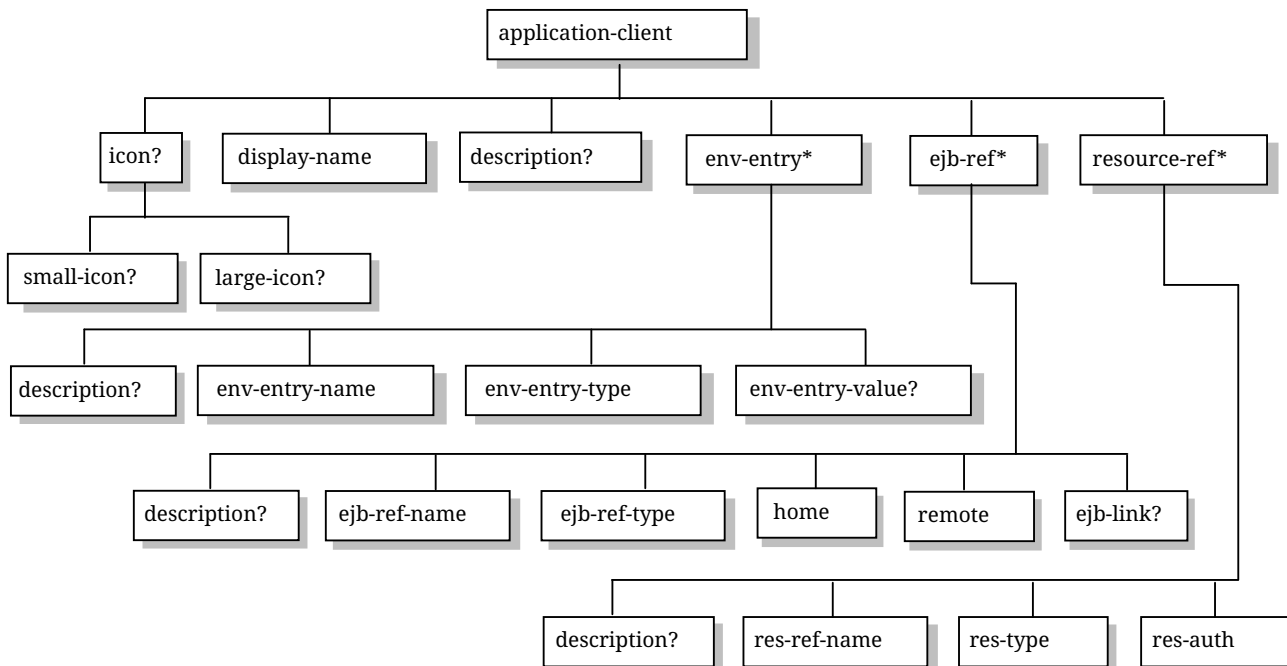 application-client
icon?
display-name
description?
env-entry*
ejb-ref*
resource-ref*
small-icon?
large-icon?
description?
env-entry-name
env-entry-type
env-entry-value?
description?
ejb-ref-name
ejb-ref-type
home
remote
ejb-link?
description?
res-ref-name
res-type
res-auth